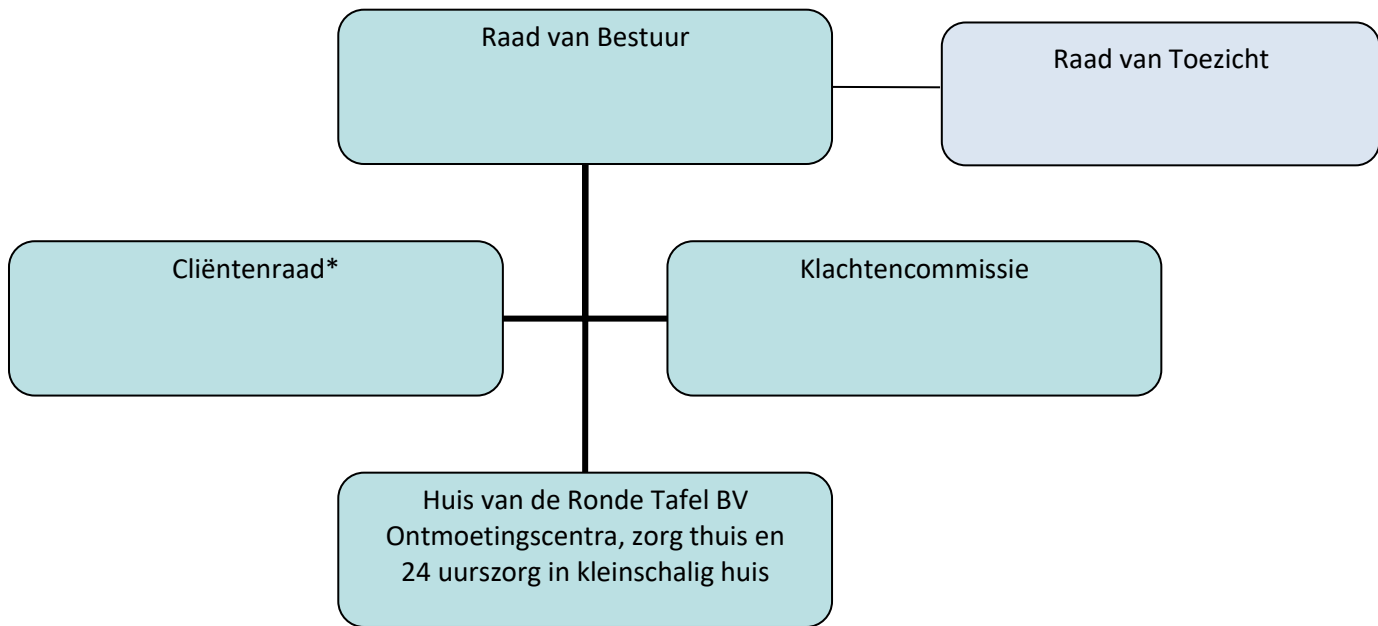 Raad van Bestuur
Raad van Toezicht
Cliëntenraad*
Klachtencommissie
Huis van de Ronde Tafel BV
Ontmoetingscentra, zorg thuis en
24 uurszorg in kleinschalig huis